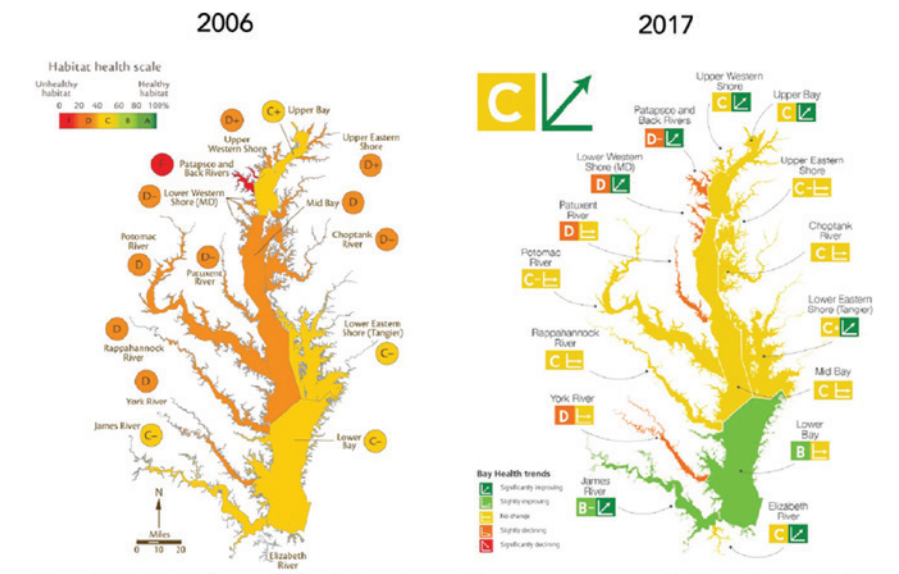 2006
2017
Habitat health scale
Unhealthy
habitat
Healthy
habitat
0 20 40 60 80 100%
D C B A
D+
C+
Upper Bay
Upper
Western Shore
Upper Eastern
Shore
D+
Patapsco and
Back Rivers
D-
Lower Western
Shore (MD)
Mid Bay
D
Choptank
River
D-
Potomac
River
D
D-
Patuxent
River
D
Rappahannock
River
Lower Eastern
Shore (Tangier)
C-
D
York River
James River
C-
Lower
Bay
C-
N
Miles
0 10 20
Elizabeth
River
C
Upper Western
Shore
C
Upper Bay
C
Patapsco and
Back Rivers
D-
Lower Western
Shore (MD)
D
Upper Eastern
Shore
C-
Patuxent
River
D
Choptank
River
C
Potomac
River
C-
Lower Eastern
Shore (Tangier)
Rappahannock
River
C
Mid Bay
C
York River
D
Lower
Bay
B
James
River
B-
Elizabeth
River
C
Bay Health trends
Significantly improving
Slightly improving
No change
Slightly declining
Significantly declining